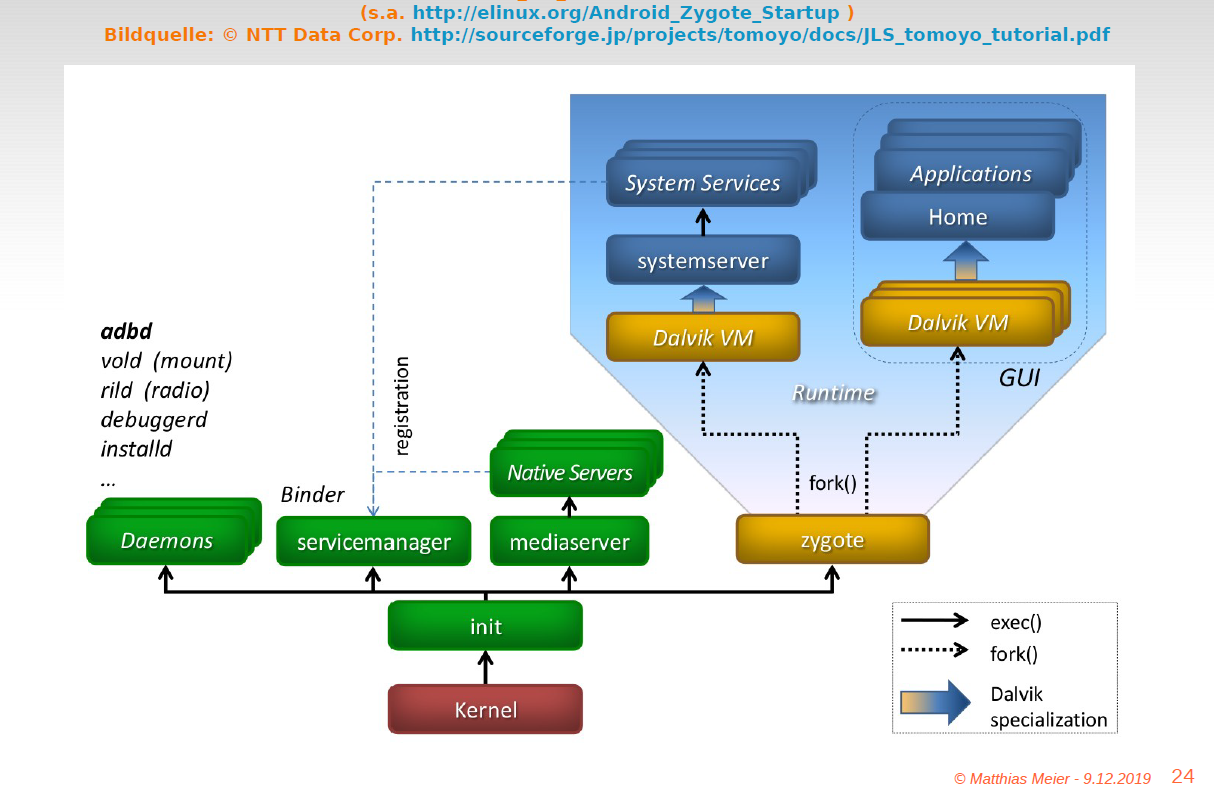 (s.a. http://elinux.org/Android_Zygote_Startup )
Bildquelle: © NTT Data Corp. http://sourceforge.jp/projects/tomoyo/docs/JLS_tomoyo_tutorial.pdf
System Services
Applications
Home
systemserver
Dalvik VM
Dalvik VM
GUI
Runtime
adbd
vold (mount)
rild (radio)
debuggerd
installd
...
registration
Native Servers
fork()
Binder
Daemons
servicemanager
mediaserver
zygote
init
Kernel
exec()
fork()
Dalvik
specialization
© Matthias Meier - 9.12.2019 24